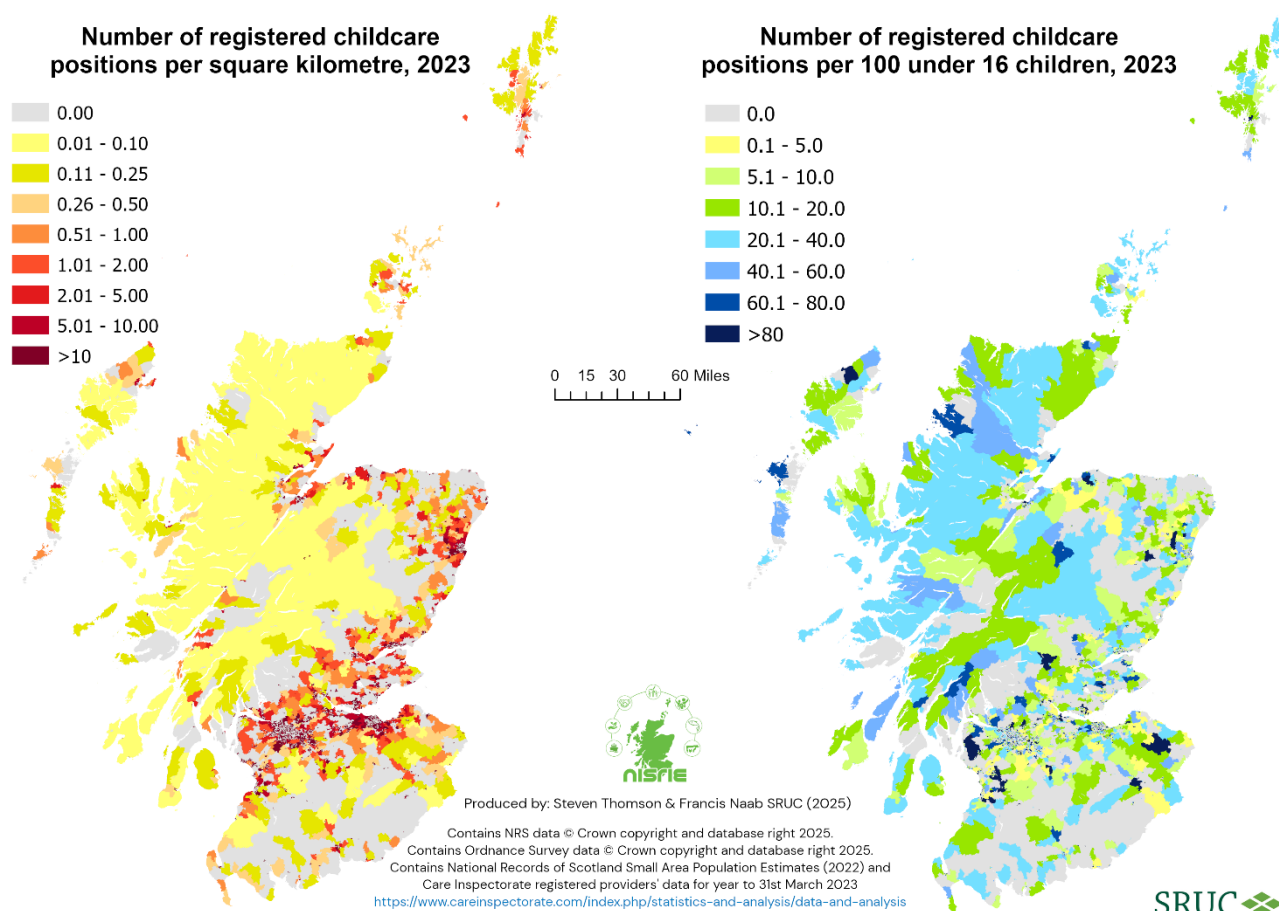 Number of registered childcare
positions per square kilometre, 2023
0.00
0.01 - 0.10
0.11 - 0.25
0.26 - 0.50
0.51 - 1.00
1.01 - 2.00
2.01 - 5.00
5.01 - 10.00
>10
Number of registered childcare
positions per 100 under 16 children, 2023
0.0
0.1 - 5.0
5.1 - 10.0
10.1 - 20.0
20.1 - 40.0
40.1 - 60.0
60.1 - 80.0
>80
0 15 30 60 Miles
NISRIE
Produced by: Steven Thomson & Francis Naab SRUC (2025)
Contains NRS data © Crown copyright and database right 2025.
Contains Ordnance Survey data © Crown copyright and database right 2025.
Contains National Records of Scotland Small Area Population Estimates (2022) and
Care Inspectorate registered providers' data for year to 31st March 2023
https://www.careinspectorate.com/index.php/statistics-and-analysis/data-and-analysis
SRUC